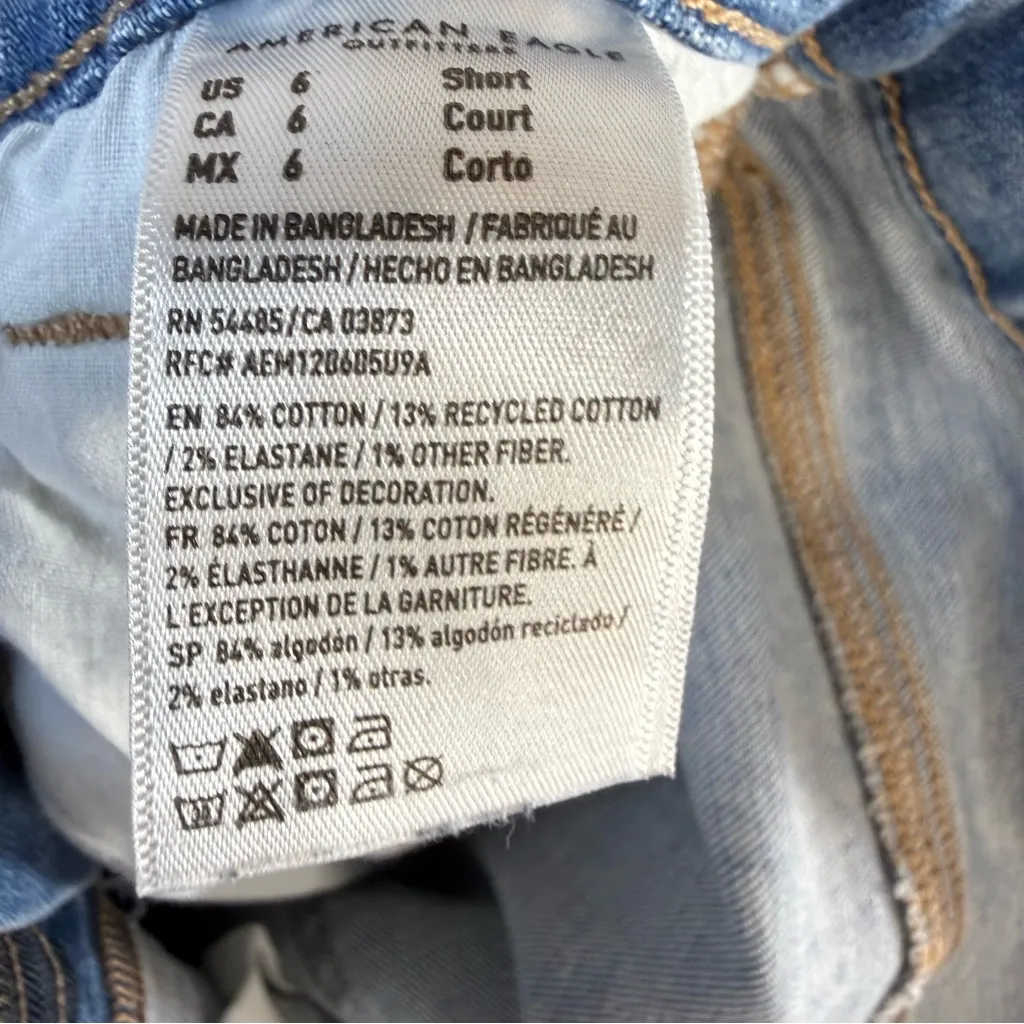 AMERICAN EAGLE
OUTFITTERS
US 6 Short
CA 6 Court
MX 6 Corto
MADE IN BANGLADESH / FABRIQUÉ AU
BANGLADESH / HECHO EN BANGLADESH
RN 54485/CA 03873
RFC# AEM120605U9A
EN 84% COTTON / 13% RECYCLED COTTON
/ 2% ELASTANE / 1% OTHER FIBER.
EXCLUSIVE OF DECORATION.
FR 84% COTON / 13% COTON RÉGÉNÉRÉ /
2% ÉLASTHANNE / 1% AUTRE FIBRE. À
L'EXCEPTION DE LA GARNITURE.
SP 84% algodón / 13% algodón reciclado /
2% elastano / 1% otras.